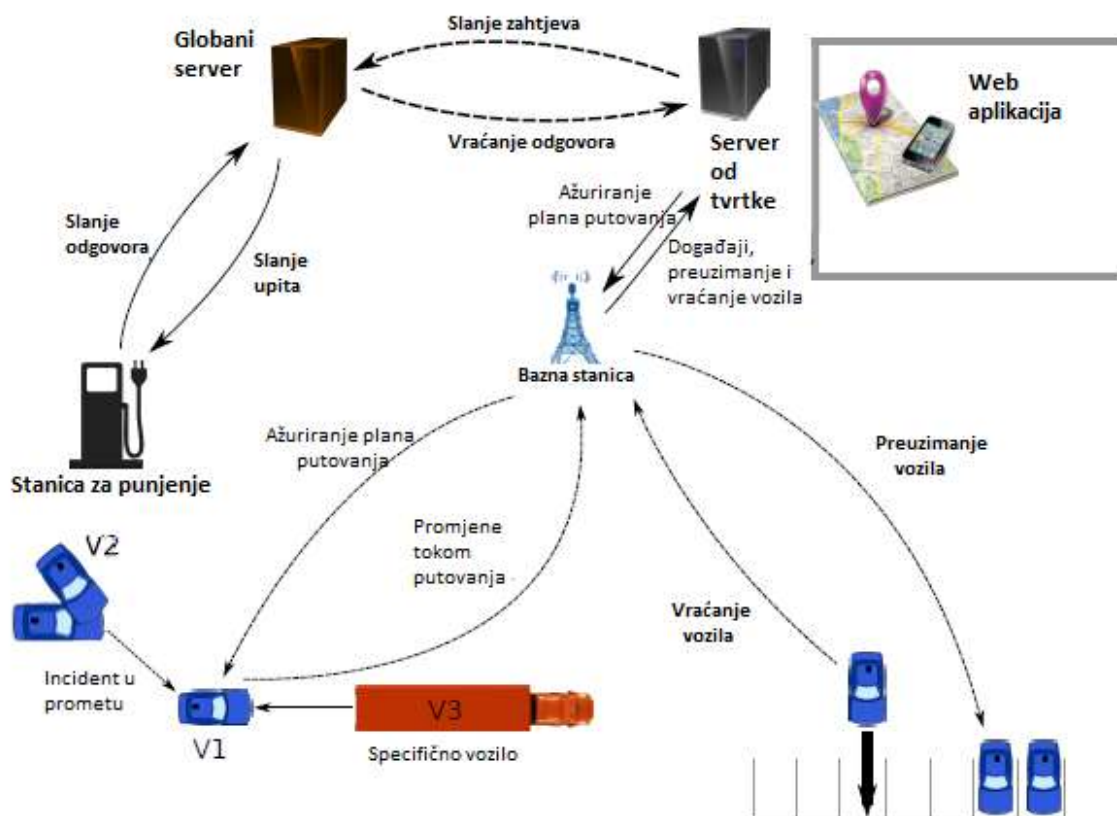 Slanje zahtjeva
Globani
server
Vraćanje odgovora
Web
aplikacija
Server
od
tvrtke
Ažuriranje
plana putovanja
Događaji,
preuzimanje i
vraćanje vozila
Slanje
odgovora
Slanje
upita
Bazna stanica
Stanica za punjenje
Ažuriranje plana
putovanja
Preuzimanje
vozila
Promjene
tokom
putovanja
Vraćanje
vozila
V2
Incident u
prometu
V1
V3
Specifično vozilo